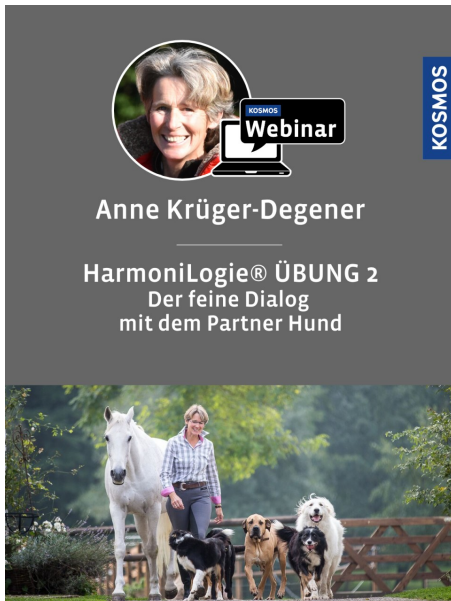 KOSMOS
Webinar
KOSMOS
Anne Krüger-Degener
HarmoniLogie® ÜBUNG 2
Der feine Dialog
mit dem Partner Hund